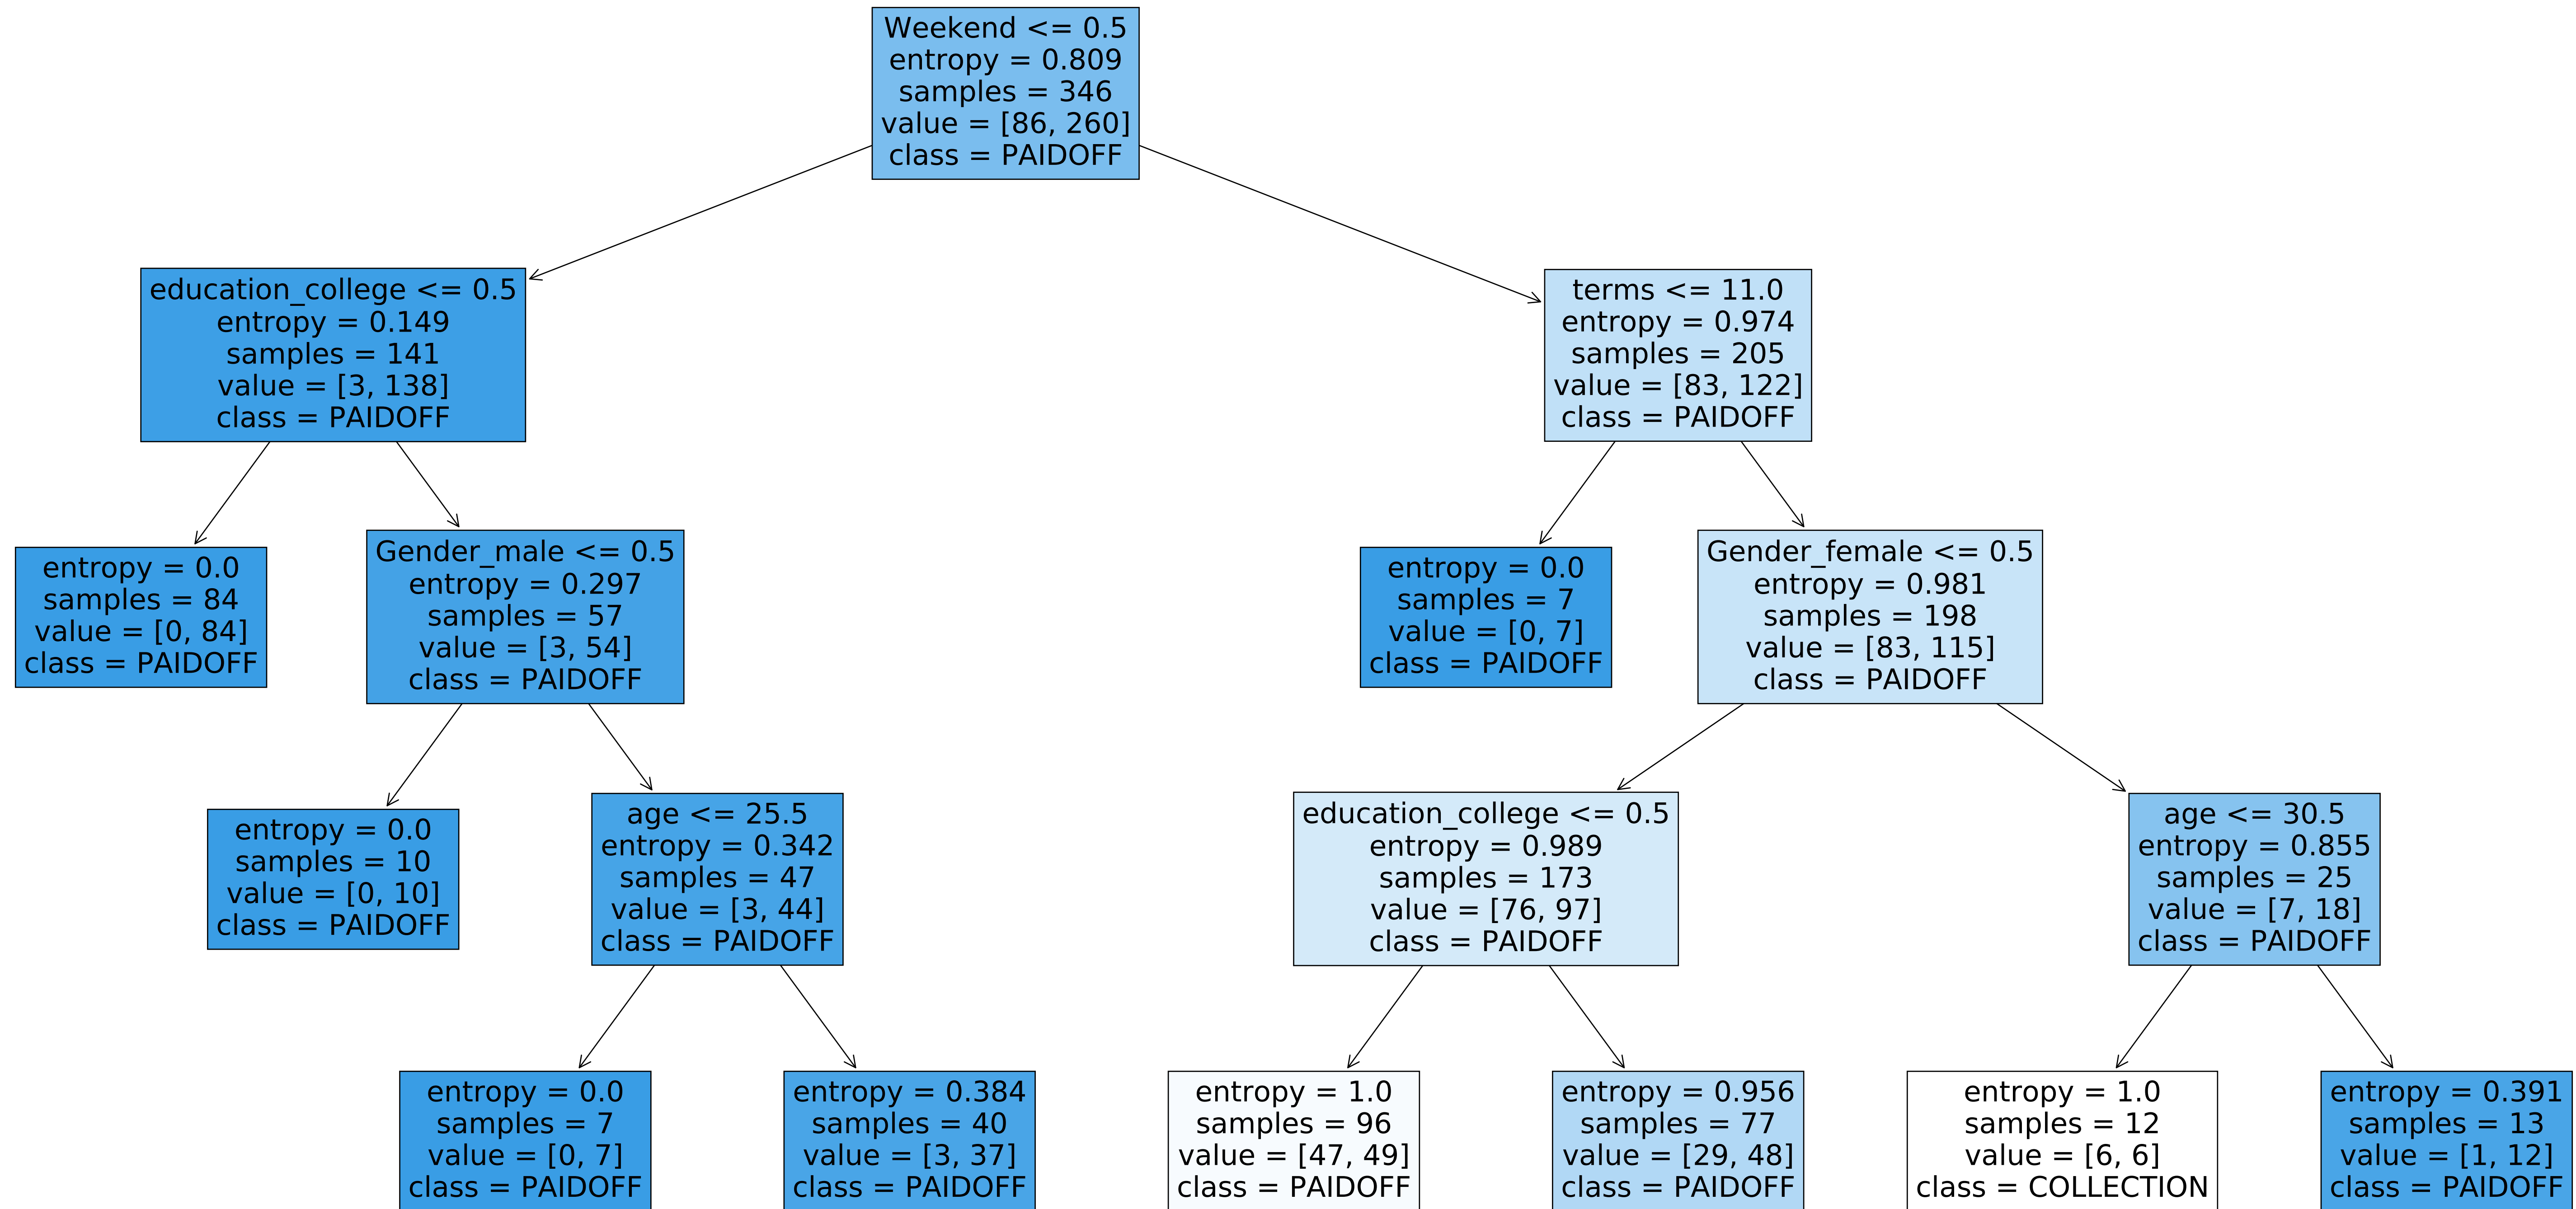 Weekend <= 0.5
entropy = 0.809
samples = 346
value = [86, 260]
class = PAIDOFF
education_college <= 0.5
entropy = 0.149
samples = 141
value = [3, 138]
class = PAIDOFF
terms <= 11.0
entropy = 0.974
samples = 205
value = [83, 122]
class = PAIDOFF
entropy = 0.0
samples = 84
value = [0, 84]
class = PAIDOFF
Gender_male <= 0.5
entropy = 0.297
samples = 57
value = [3, 54]
class = PAIDOFF
entropy = 0.0
samples = 7
value = [0, 7]
class = PAIDOFF
Gender_female <= 0.5
entropy = 0.981
samples = 198
value = [83, 115]
class = PAIDOFF
entropy = 0.0
samples = 10
value = [0, 10]
class = PAIDOFF
age <= 25.5
entropy = 0.342
samples = 47
value = [3, 44]
class = PAIDOFF
education_college <= 0.5
entropy = 0.989
samples = 173
value = [76, 97]
class = PAIDOFF
age <= 30.5
entropy = 0.855
samples = 25
value = [7, 18]
class = PAIDOFF
entropy = 0.0
samples = 7
value = [0, 7]
class = PAIDOFF
entropy = 0.384
samples = 40
value = [3, 37]
class = PAIDOFF
entropy = 1.0
samples = 96
value = [47, 49]
class = PAIDOFF
entropy = 0.956
samples = 77
value = [29, 48]
class = PAIDOFF
entropy = 1.0
samples = 12
value = [6, 6]
class = COLLECTION
entropy = 0.391
samples = 13
value = [1, 12]
class = PAIDOFF